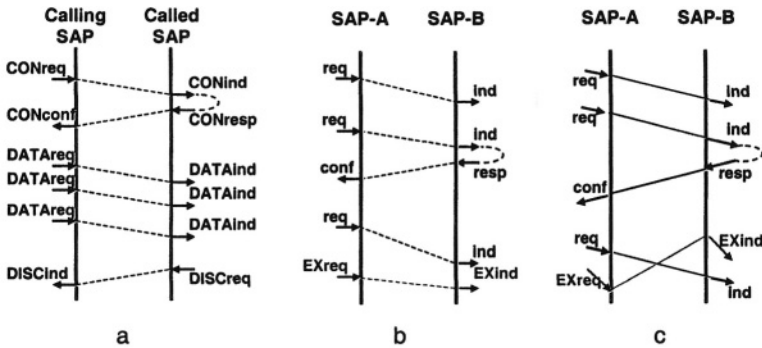 Calling SAP
Called SAP
CONreq
CONind
CONconf
CONresp
DATAreq
DATAind
DATAreq
DATAind
DATAreq
DATAind
DISCind
DISCreq
a
SAP-A
SAP-B
req
ind
req
ind
conf
resp
req
ind
EXreq
EXind
b
SAP-A
SAP-B
req
ind
req
ind
resp
conf
req
EXind
EXreq
ind
c